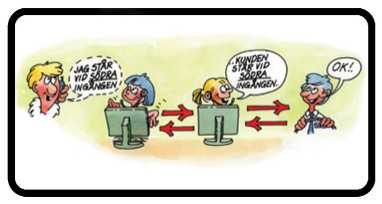 JAG STÅR
VID SÖDRA
INGÅNGEN
KUNDEN
STÅR VID
SÖDRA
INGÅNGEN.
OK!